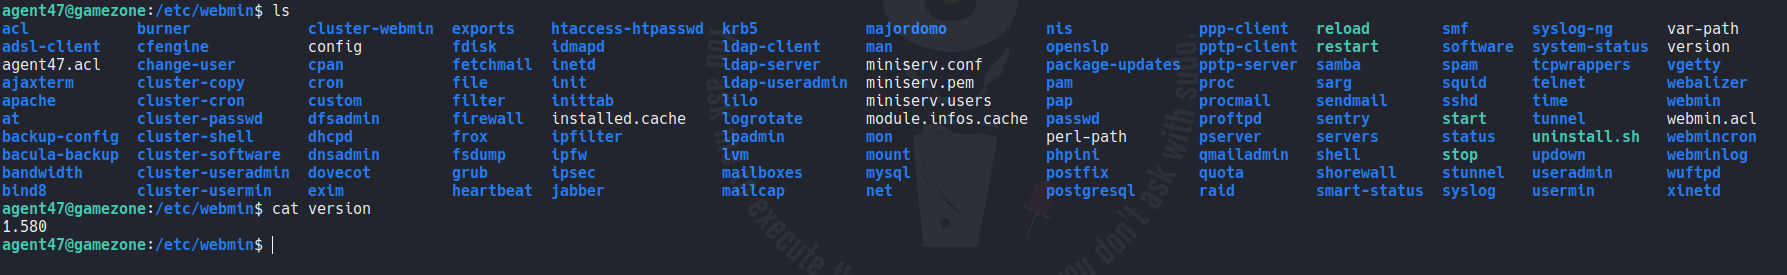 agent47@gamezone:/etc/webmin$ ls
acl burner cluster-webmin exports htaccess-htpasswd krb5 majordomo nis ppp-client reload smf syslog-ng var-path
adsl-client cfengine config fdisk idmapd ldap-client man openslp pptp-client restart software system-status version
agent47.acl change-user cpan fetchmail inetd ldap-server miniserv.conf package-updates pptp-server samba spam tcpwrappers vgetty
ajaxterm cluster-copy cron file init ldap-useradmin miniserv.pem pam proc sarg squid telnet webalizer
apache cluster-cron custom filter inittab lilo miniserv.users pap procmail sendmail sshd time webmin
at cluster-passwd dfsadmin firewall installed.cache logrotate module.infos.cache passwd proftpd sentry start tunnel webmin.acl
backup-config cluster-shell dhcpd frox ipfilter lpadmin mon perl-path pserver servers status uninstall.sh webmincron
bacula-backup cluster-software dnsadmin fsdump ipfw lvm mount phpini qmailadmin shell stop updown webminlog
bandwidth cluster-useradmin dovecot grub ipsec mailboxes mysql postfix quota shorewall stunnel useradmin wuftpd
bind8 cluster-usermin exim heartbeat jabber mailcap net postgresql raid smart-status syslog usermin xinetd
agent47@gamezone:/etc/webmin$ cat version
1.580
agent47@gamezone:/etc/webmin$
execute th
you don't ask with sudo.